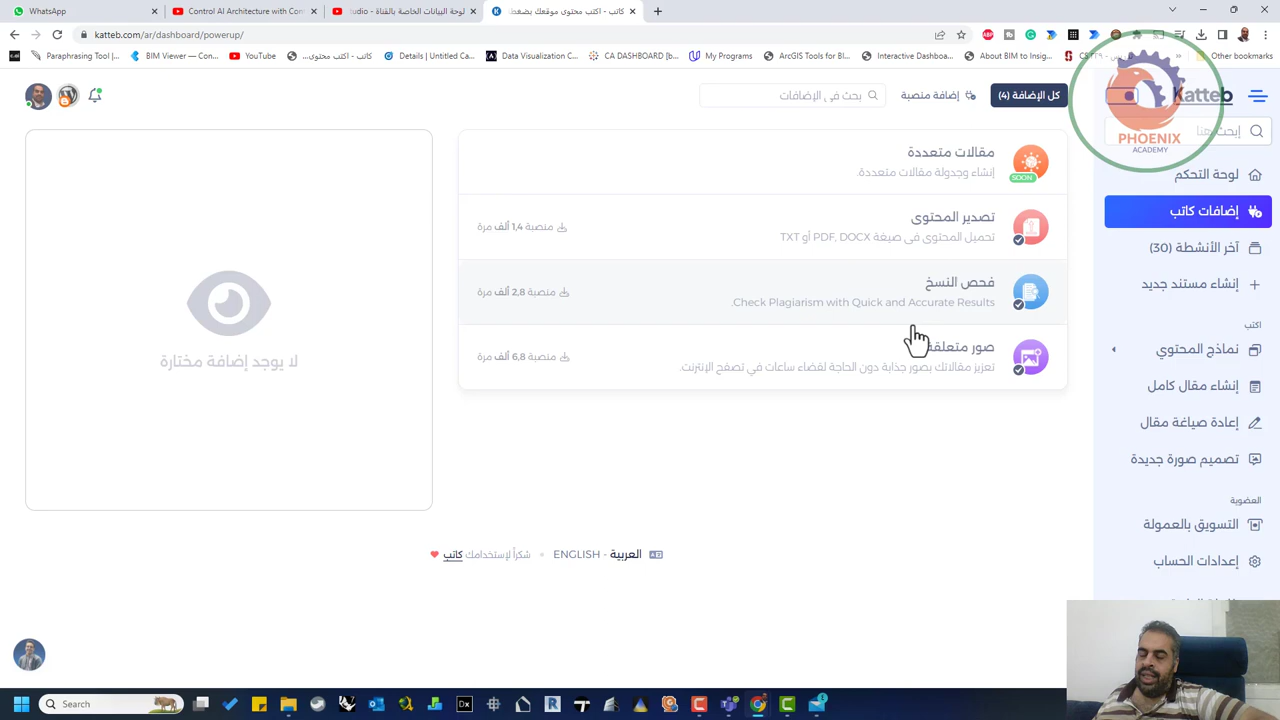 WhatsApp
Control AI Architecture with Con
لوحة البيانات الخاصة بالقناة - Judio
كاتب - اكتب محتوى موقعك بضغط
katteb.com/ar/dashboard/powerup/
Paraphrasing Tool |
BIM Viewer — Con...
YouTube
كاتب - اكتب محتوى...
Details | Untitled Ca...
Data Visualization C...
CA DASHBOARD [b...
My Programs
ArcGIS Tools for BI...
Interactive Dashboa...
About BIM to Insig...
Other bookmarks
كل الإضافة (4)
إضافة منصبة
بحث في الإضافات
Katteb
PHOENIX
ACADEMY
إبحث هنا
لوحة التحكم
إضافات كاتب
آخر الأنشطة (30)
إنشاء مستند جديد
اكتب
نماذج المحتوي
إنشاء مقال كامل
إعادة صياغة مقال
تصميم صورة جديدة
العضوية
التسويق بالعمولة
إعدادات الحساب
مقالات متعددة
إنشاء وجدولة مقالات متعددة.
SOON
تصدير المحتوى
تحميل المحتوى في صيغة PDF, DOCX أو TXT
منصبة 1,4 ألف مرة
فحص النسخ
Check Plagiarism with Quick and Accurate Results.
منصبة 2,8 ألف مرة
صور متعلقة
تعزيز مقالاتك بصور جذابة دون الحاجة لقضاء ساعات في تصفح الإنترنت.
منصبة 6,8 ألف مرة
لا يوجد إضافة مختارة
العربية - ENGLISH
شكراً لإستخدامك كاتب
Search